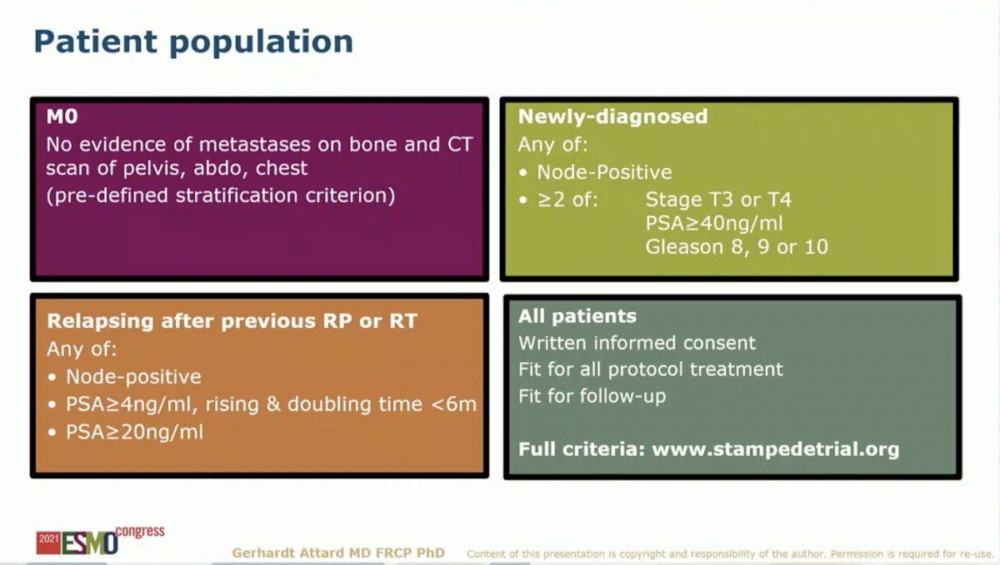 Patient population
M0
No evidence of metastases on bone and CT
scan of pelvis, abdo, chest
(pre-defined stratification criterion)
Newly-diagnosed
Any of:
• Node-Positive
• ≥2 of: Stage T3 or T4
PSA≥40ng/ml
Gleason 8, 9 or 10
Relapsing after previous RP or RT
Any of:
• Node-positive
• PSA≥4ng/ml, rising & doubling time <6m
• PSA≥20ng/ml
All patients
Written informed consent
Fit for all protocol treatment
Fit for follow-up
Full criteria: www.stampedetrial.org
2021 ESMO congress
Gerhardt Attard MD FRCP PhD
Content of this presentation is copyright and responsibility of the author. Permission is required for re-use.